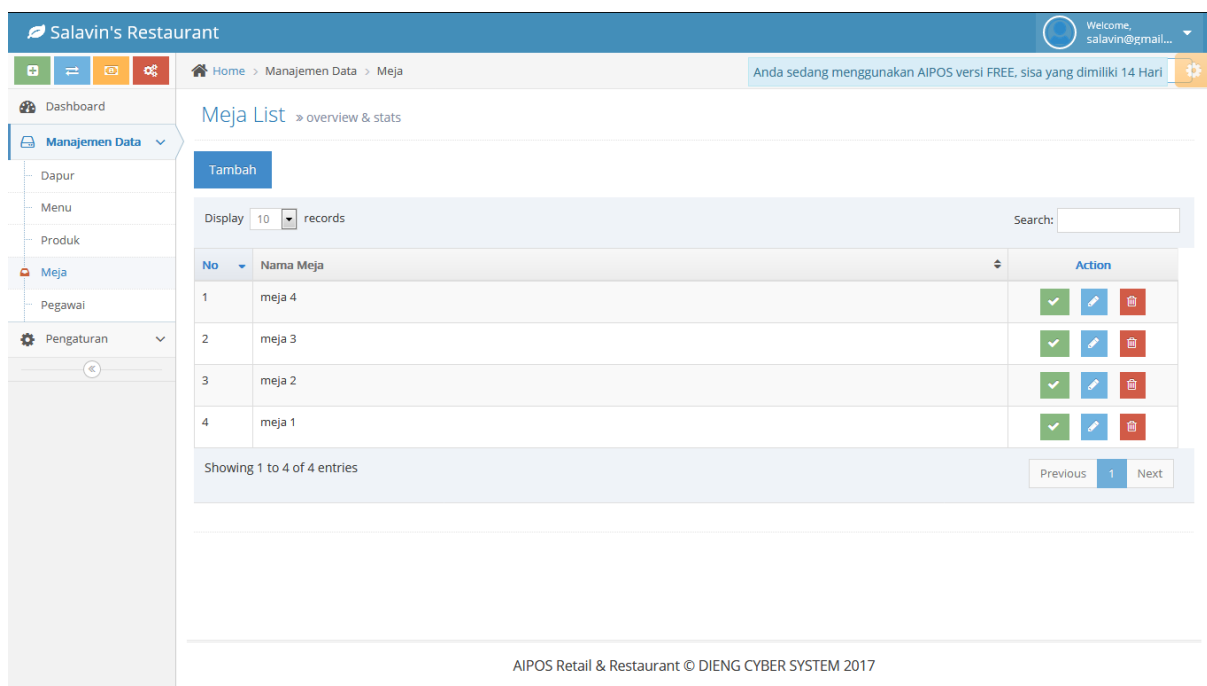 Salavin's Restaurant
Welcome,
salavin@gmail...
Home > Manajemen Data > Meja
Anda sedang menggunakan AIPOS versi FREE, sisa yang dimiliki 14 Hari
Dashboard
Manajemen Data
Dapur
Menu
Produk
Meja
Pegawai
Pengaturan
Meja List » overview & stats
Tambah
Display 10 records
Search:
No Nama Meja Action
1 meja 4
2 meja 3
3 meja 2
4 meja 1
Showing 1 to 4 of 4 entries
Previous 1 Next
AIPOS Retail & Restaurant © DIENG CYBER SYSTEM 2017